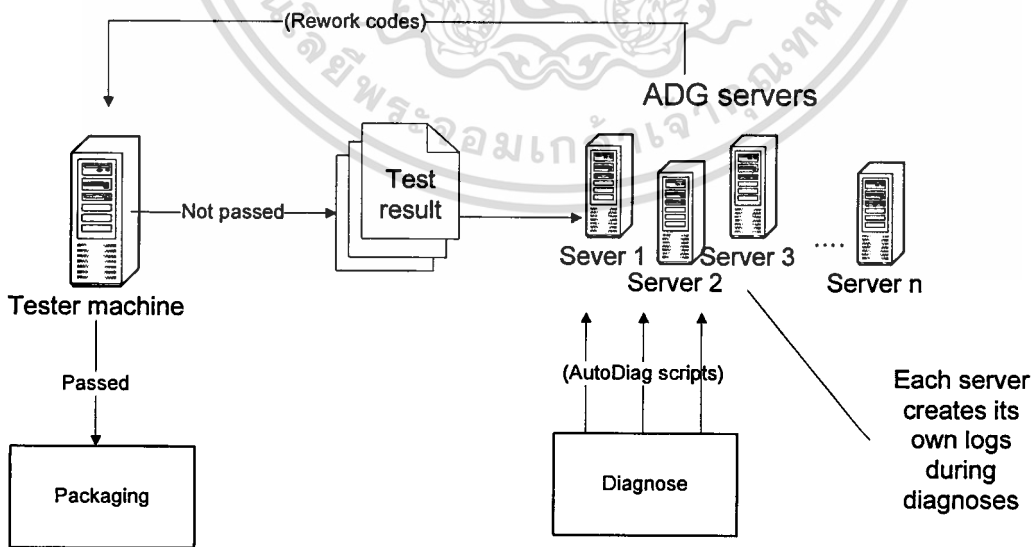 (Rework codes)
ADG servers
Test
result
Not passed
Sever 1
Server 3
....
Server 2
Server n
Tester machine
Passed
(AutoDiag scripts)
Each server
creates its
own logs
during
diagnoses
Packaging
Diagnose